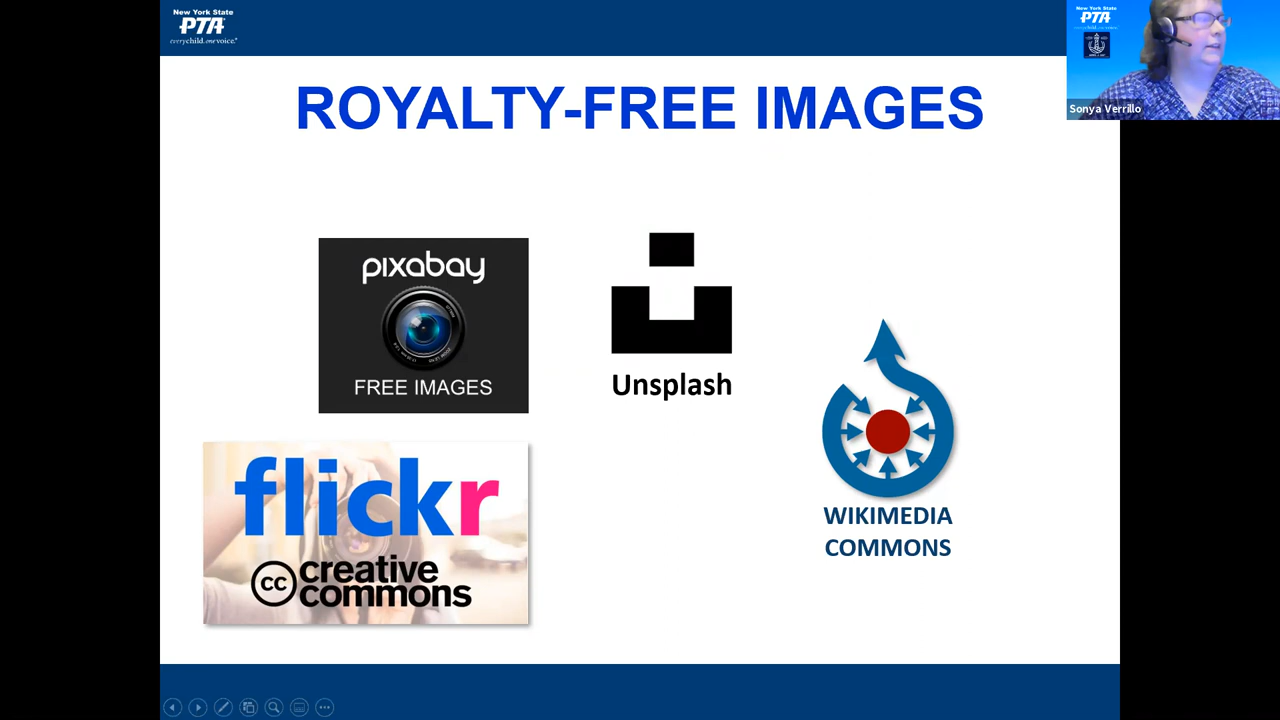 New York State
PTA
everychild.onevoice.®
New York State
PTA
Sonya Verrillo
ROYALTY-FREE IMAGES
pixabay
FREE IMAGES
Unsplash
flickr
cc creative
commons
WIKIMEDIA
COMMONS